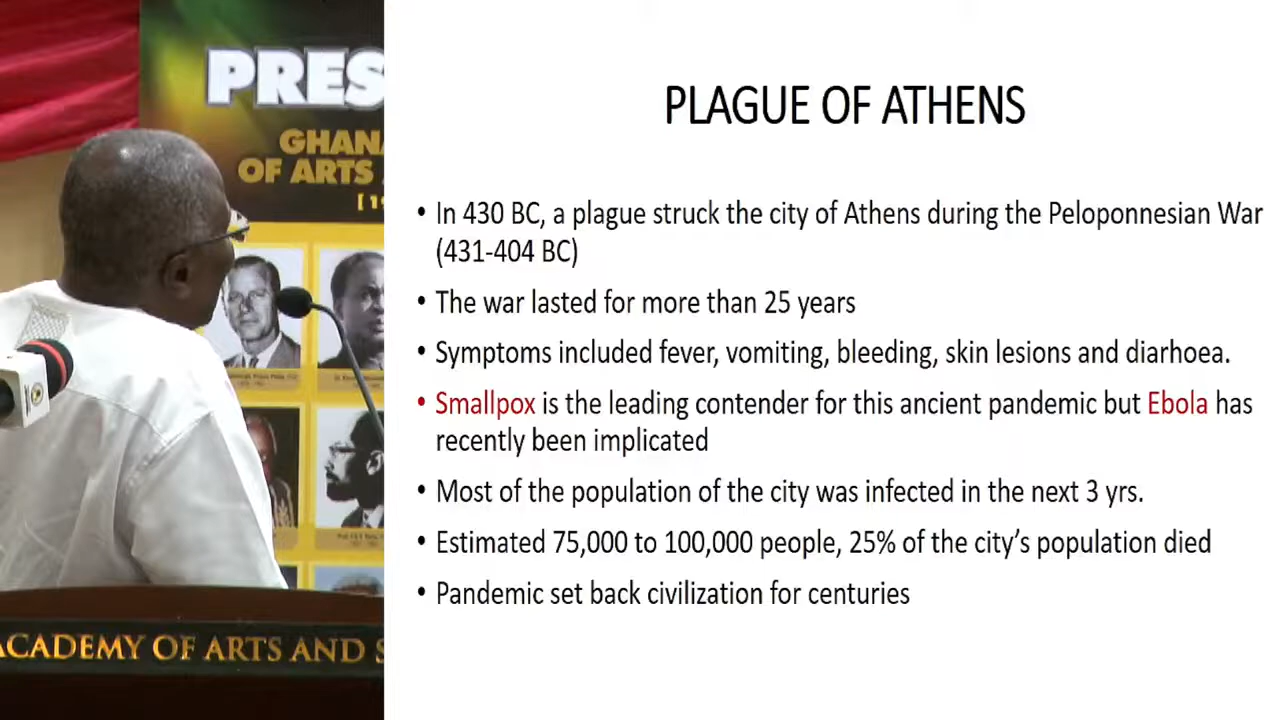 PRES
GHANA
OF ARTS
[19
ACADEMY OF ARTS AND S
PLAGUE OF ATHENS
• In 430 BC, a plague struck the city of Athens during the Peloponnesian War
(431-404 BC)
• The war lasted for more than 25 years
• Symptoms included fever, vomiting, bleeding, skin lesions and diarhoea.
• Smallpox is the leading contender for this ancient pandemic but Ebola has
recently been implicated
• Most of the population of the city was infected in the next 3 yrs.
• Estimated 75,000 to 100,000 people, 25% of the city's population died
• Pandemic set back civilization for centuries